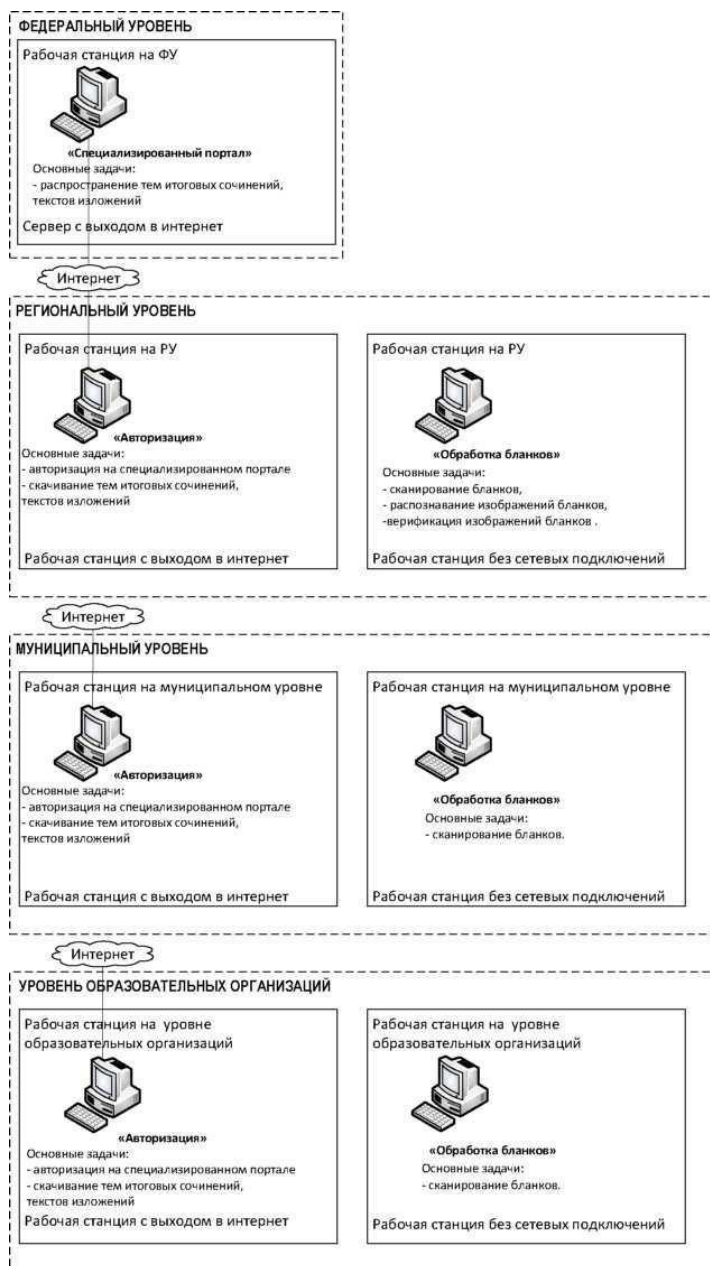 ФЕДЕРАЛЬНЫЙ УРОВЕНЬ
Рабочая станция на ФУ
«Специализированный портал»
Основные задачи:
- распространение тем итоговых сочинений,
текстов изложений
Сервер с выходом в интернет
Интернет
РЕГИОНАЛЬНЫЙ УРОВЕНЬ
Рабочая станция на РУ
«Авторизация»
Основные задачи:
- авторизация на специализированном портале
- скачивание тем итоговых сочинений,
текстов изложений
Рабочая станция с выходом в интернет
Рабочая станция на РУ
«Обработка бланков»
Основные задачи:
- сканирование бланков,
- распознавание изображений бланков,
-верификация изображений бланков .
Рабочая станция без сетевых подключений
Интернет
МУНИЦИПАЛЬНЫЙ УРОВЕНЬ
Рабочая станция на муниципальном уровне
«Авторизация»
Основные задачи:
- авторизация на специализированном портале
- скачивание тем итоговых сочинений,
текстов изложений
Рабочая станция с выходом в интернет
Рабочая станция на муниципальном уровне
«Обработка бланков»
Основные задачи:
- сканирование бланков.
Рабочая станция без сетевых подключений
Интернет
УРОВЕНЬ ОБРАЗОВАТЕЛЬНЫХ ОРГАНИЗАЦИЙ
Рабочая станция на уровне
образовательных организаций
«Авторизация»
Основные задачи:
- авторизация на специализированном портале
- скачивание тем итоговых сочинений,
текстов изложений
Рабочая станция с выходом в интернет
Рабочая станция на уровне
образовательных организаций
«Обработка бланков»
Основные задачи:
- сканирование бланков.
Рабочая станция без сетевых подключений